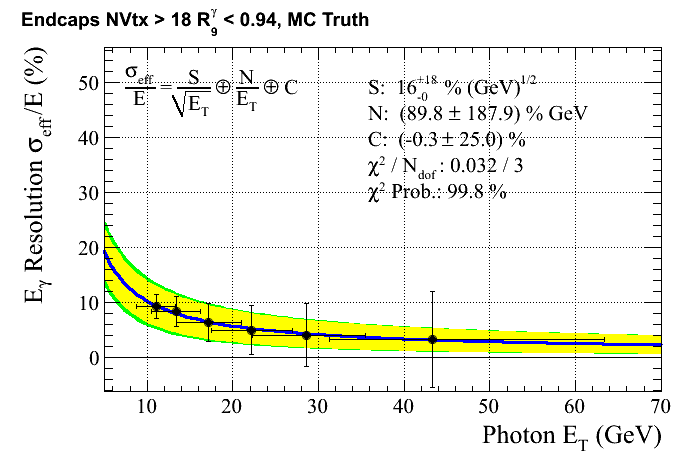 Endcaps NVtx > 18 R₉^γ < 0.94, MC Truth
E_γ Resolution σ_eff/E (%)
σ_eff/E = S/√E_T ⊕ N/E_T ⊕ C
S: 16 +18 -0 % (GeV)^1/2
N: (89.8 ± 187.9) % GeV
C: (-0.3 ± 25.0) %
χ² / N_dof : 0.032 / 3
χ² Prob.: 99.8 %
50
40
30
20
10
0
10 20 30 40 50 60 70
Photon E_T (GeV)